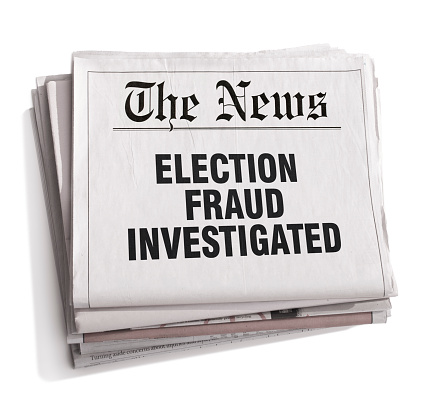 The News
ELECTION
FRAUD
INVESTIGATED